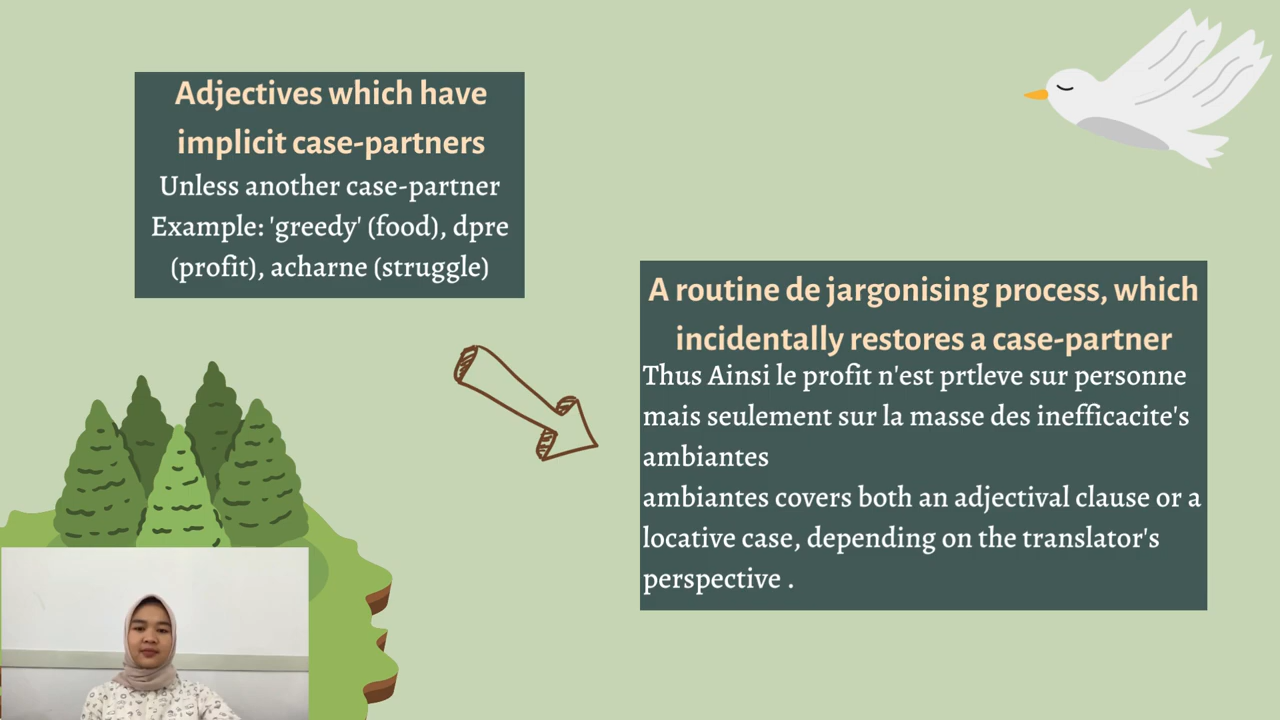 Adjectives which have
implicit case-partners
Unless another case-partner
Example: 'greedy' (food), dpre
(profit), acharne (struggle)
A routine de jargonising process, which
incidentally restores a case-partner
Thus Ainsi le profit n'est prtleve sur personne
mais seulement sur la masse des inefficacite's
ambiantes
ambiantes covers both an adjectival clause or a
locative case, depending on the translator's
perspective .